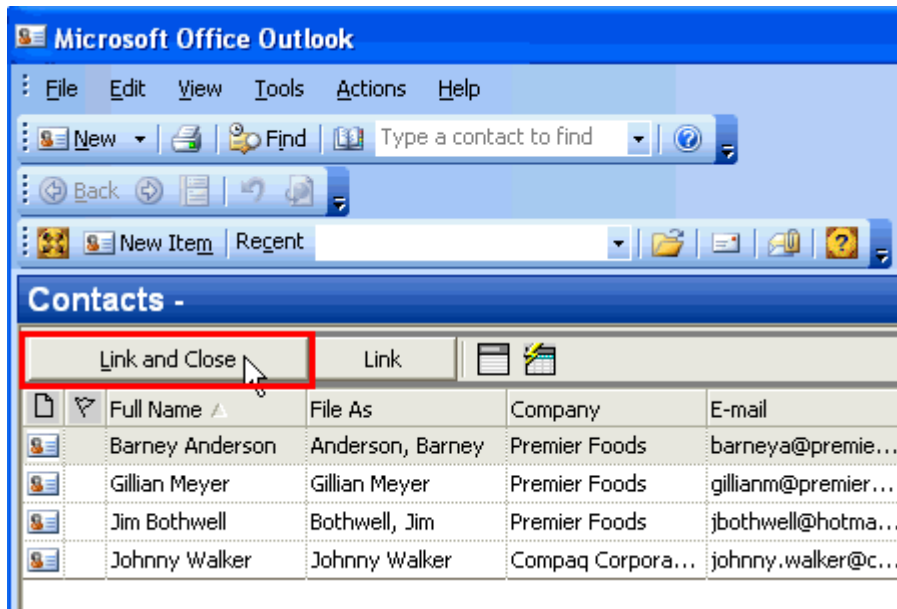 Microsoft Office Outlook
File Edit View Tools Actions Help
New Find Type a contact to find
Back
New Item Recent
Contacts -
Link and Close Link
Full Name File As Company E-mail
Barney Anderson Anderson, Barney Premier Foods barneya@premie...
Gillian Meyer Gillian Meyer Premier Foods gillianm@premier...
Jim Bothwell Bothwell, Jim Premier Foods jbothwell@hotma...
Johnny Walker Johnny Walker Compaq Corpora... johnny.walker@c...